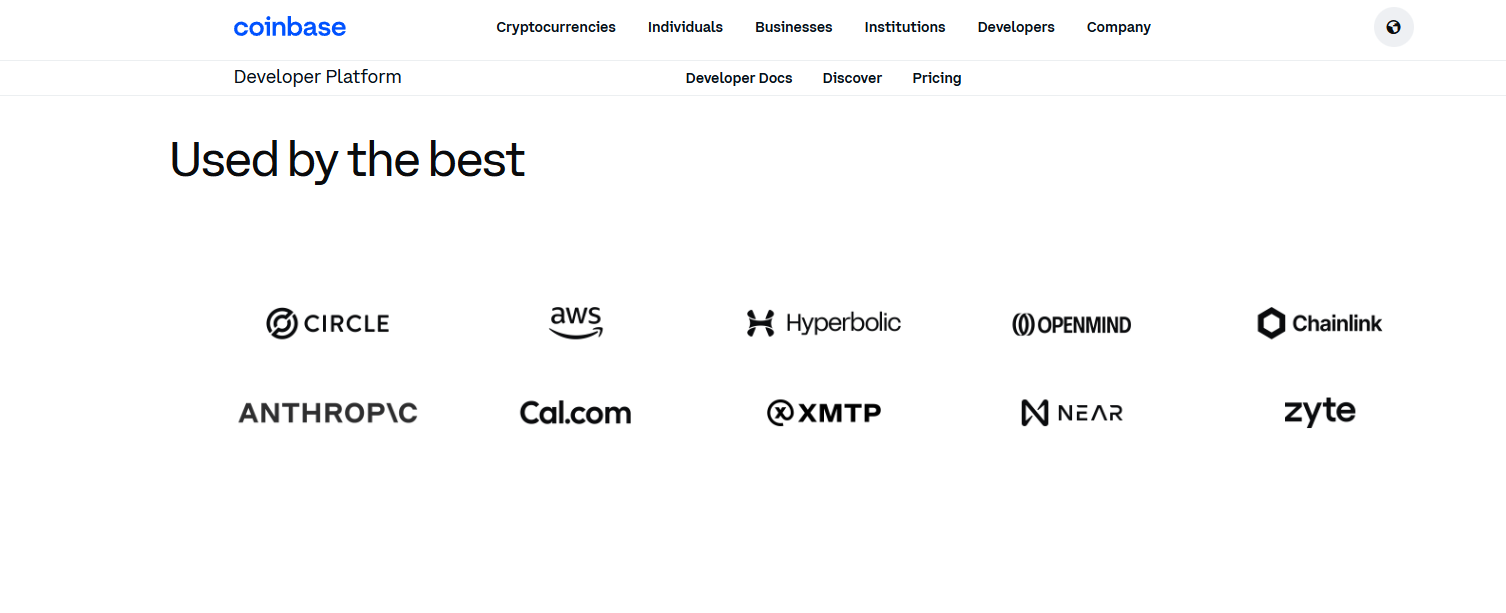 coinbase Cryptocurrencies Individuals Businesses Institutions Developers Company
Developer Platform Developer Docs Discover Pricing
Used by the best
CIRCLE aws Hyperbolic OPENMIND Chainlink
ANTHROP\C Cal.com XMTP NEAR zyte